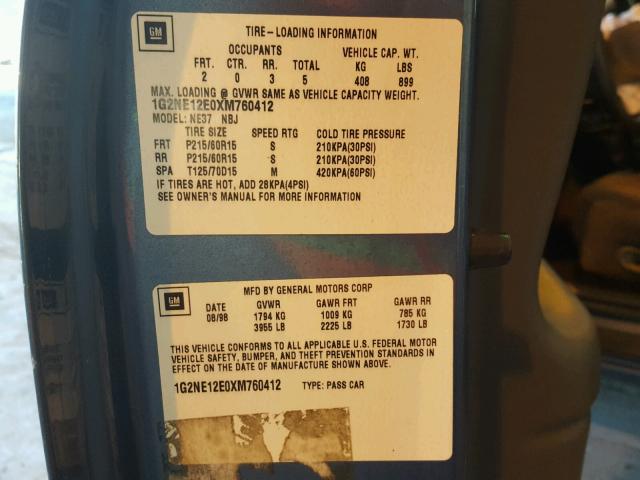 GM TIRE-LOADING INFORMATION
OCCUPANTS VEHICLE CAP. WT.
FRT. CTR. RR. TOTAL KG LBS
2 0 3 5 408 899
MAX. LOADING @ GVWR SAME AS VEHICLE CAPACITY WEIGHT.
1G2NE12E0XM760412
MODEL: NE37 NBJ
TIRE SIZE SPEED RTG COLD TIRE PRESSURE
FRT P215/60R15 S 210KPA(30PSI)
RR P215/60R15 S 210KPA(30PSI)
SPA T125/70D15 M 420KPA(60PSI)
IF TIRES ARE HOT, ADD 28KPA(4PSI)
SEE OWNER'S MANUAL FOR MORE INFORMATION
GM MFD BY GENERAL MOTORS CORP
DATE GVWR GAWR FRT GAWR RR
08/98 1794 KG 1009 KG 785 KG
3955 LB 2225 LB 1730 LB
THIS VEHICLE CONFORMS TO ALL APPLICABLE U.S. FEDERAL MOTOR
VEHICLE SAFETY, BUMPER, AND THEFT PREVENTION STANDARDS IN
EFFECT ON THE DATE OF MANUFACTURE SHOWN ABOVE.
1G2NE12E0XM760412 TYPE: PASS CAR